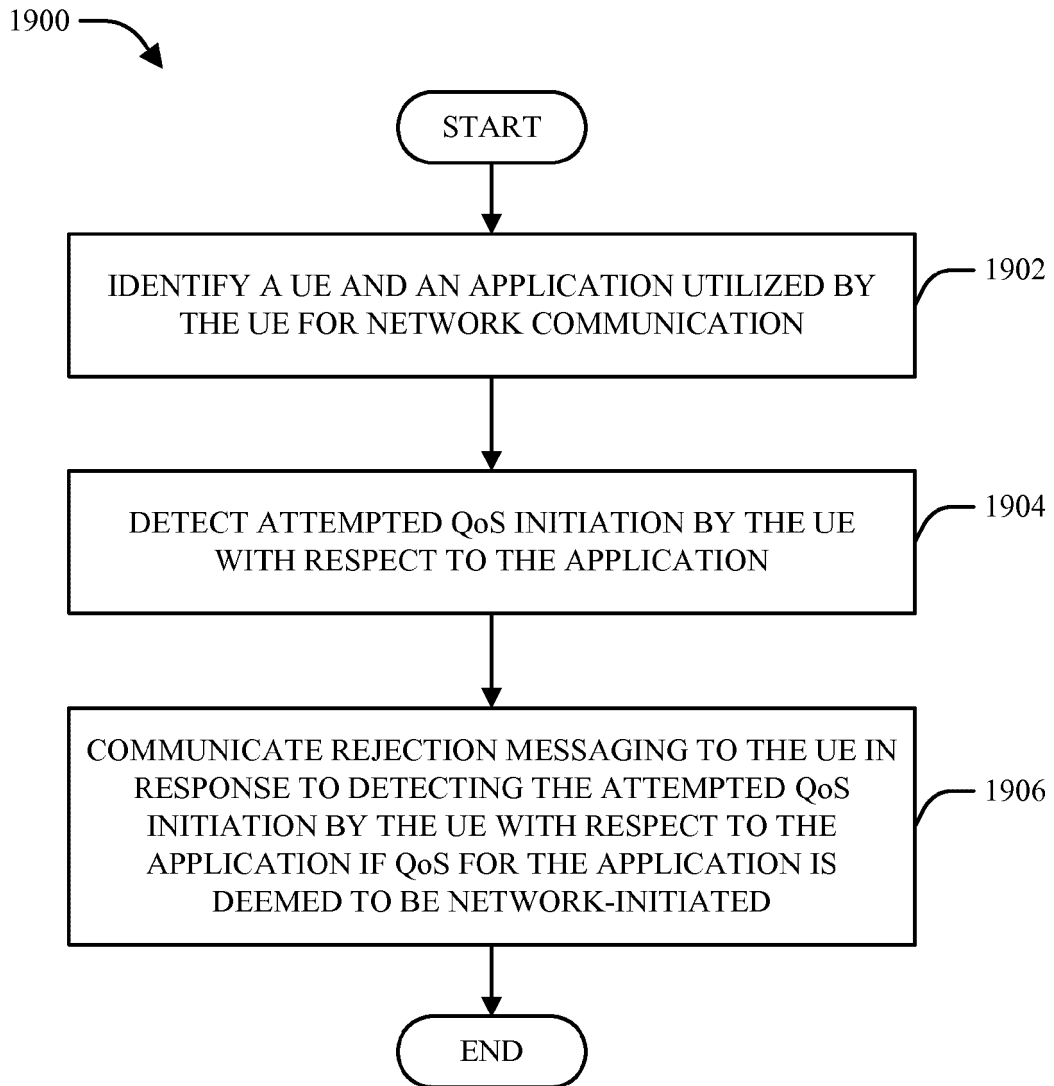 1900
START
IDENTIFY A UE AND AN APPLICATION UTILIZED BY
THE UE FOR NETWORK COMMUNICATION
1902
DETECT ATTEMPTED QoS INITIATION BY THE UE
WITH RESPECT TO THE APPLICATION
1904
COMMUNICATE REJECTION MESSAGING TO THE UE IN
RESPONSE TO DETECTING THE ATTEMPTED QoS
INITIATION BY THE UE WITH RESPECT TO THE
APPLICATION IF QoS FOR THE APPLICATION IS
DEEMED TO BE NETWORK-INITIATED
1906
END